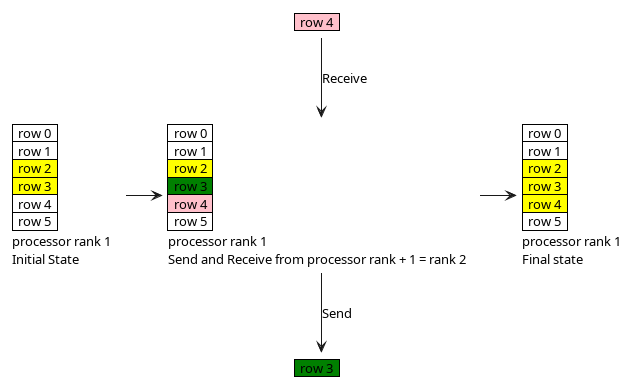 row 4
Receive
row 0
row 1
row 2
row 3
row 4
row 5
processor rank 1
Initial State
row 0
row 1
row 2
row 3
row 4
row 5
processor rank 1
Send and Receive from processor rank + 1 = rank 2
row 0
row 1
row 2
row 3
row 4
row 5
processor rank 1
Final state
Send
row 3